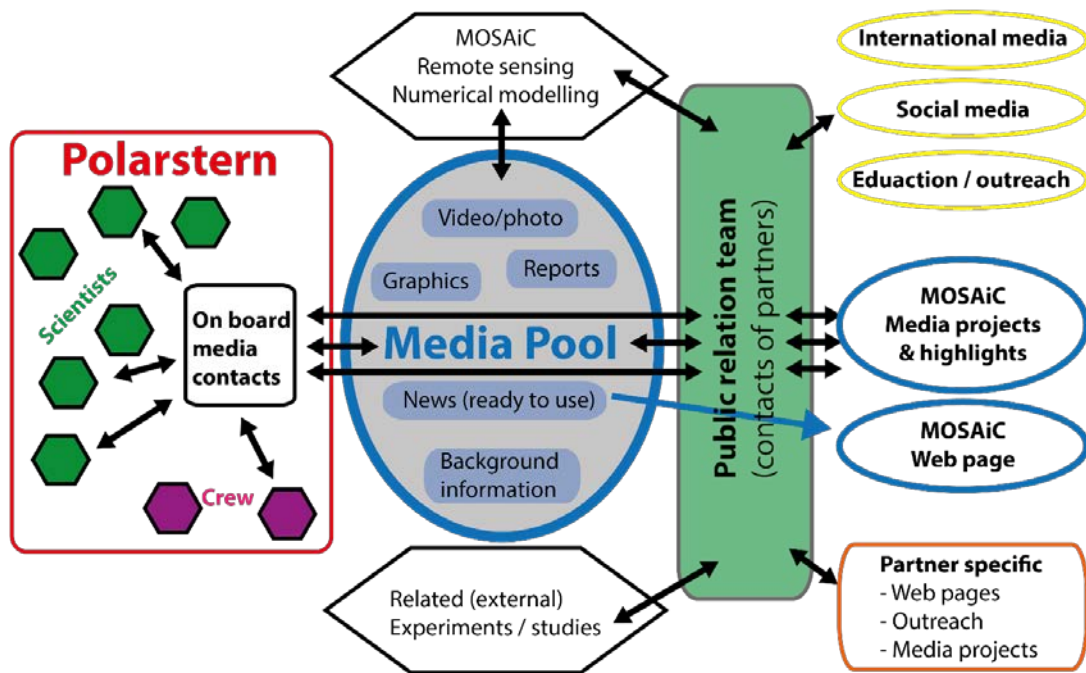 MOSAiC
Remote sensing
Numerical modelling
International media
Social media
Eduaction / outreach
Polarstern
Scientists
On board
media
contacts
Crew
Video/photo
Graphics
Reports
Media Pool
News (ready to use)
Background
information
Public relation team
(contacts of partners)
MOSAiC
Media projects
& highlights
MOSAiC
Web page
Related (external)
Experiments / studies
Partner specific
- Web pages
- Outreach
- Media projects